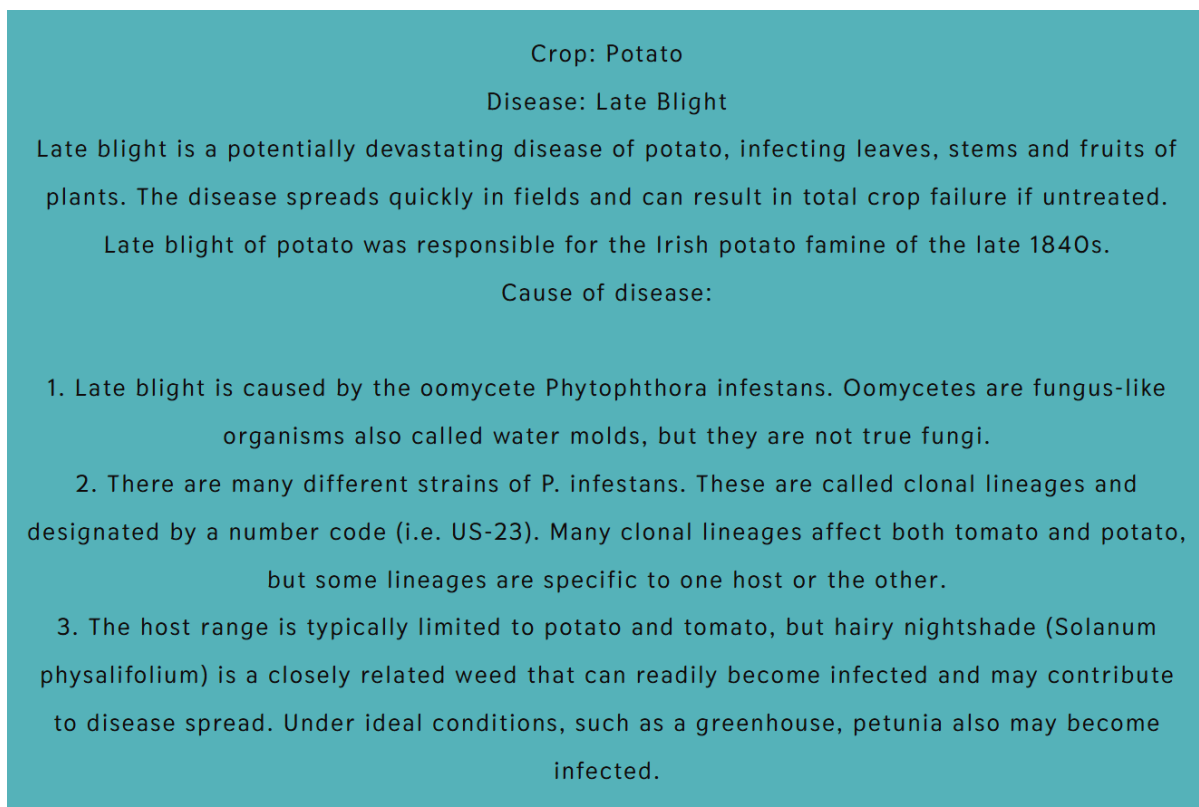 Crop: Potato
Disease: Late Blight
Late blight is a potentially devastating disease of potato, infecting leaves, stems and fruits of
plants. The disease spreads quickly in fields and can result in total crop failure if untreated.
Late blight of potato was responsible for the Irish potato famine of the late 1840s.
Cause of disease:
1. Late blight is caused by the oomycete Phytophthora infestans. Oomycetes are fungus-like
organisms also called water molds, but they are not true fungi.
2. There are many different strains of P. infestans. These are called clonal lineages and
designated by a number code (i.e. US-23). Many clonal lineages affect both tomato and potato,
but some lineages are specific to one host or the other.
3. The host range is typically limited to potato and tomato, but hairy nightshade (Solanum
physalifolium) is a closely related weed that can readily become infected and may contribute
to disease spread. Under ideal conditions, such as a greenhouse, petunia also may become
infected.